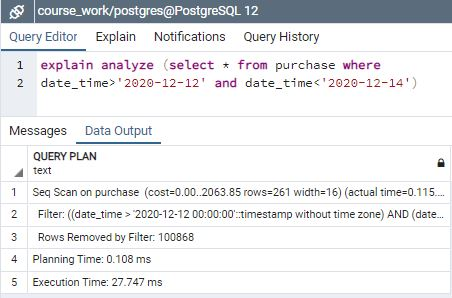 course_work/postgres@PostgreSQL 12
Query Editor Explain Notifications Query History
1 explain analyze (select * from purchase where
2 date_time>'2020-12-12' and date_time<'2020-12-14')
Messages Data Output
QUERY PLAN
text
1 Seq Scan on purchase (cost=0.00..2063.85 rows=261 width=16) (actual time=0.115,...
2 Filter: ((date_time > '2020-12-12 00:00:00'::timestamp without time zone) AND (date...
3 Rows Removed by Filter: 100868
4 Planning Time: 0.108 ms
5 Execution Time: 27.747 ms